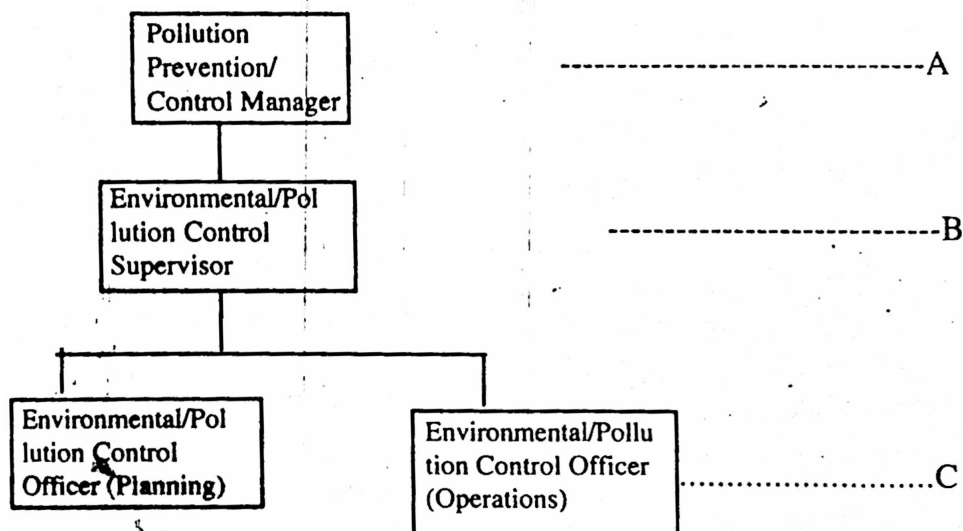 Pollution
Prevention/
Control Manager
A
Environmental/Pol
lution Control
Supervisor
B
Environmental/Pol
lution Control
Officer (Planning)
Environmental/Pollu
tion Control Officer
(Operations)
C